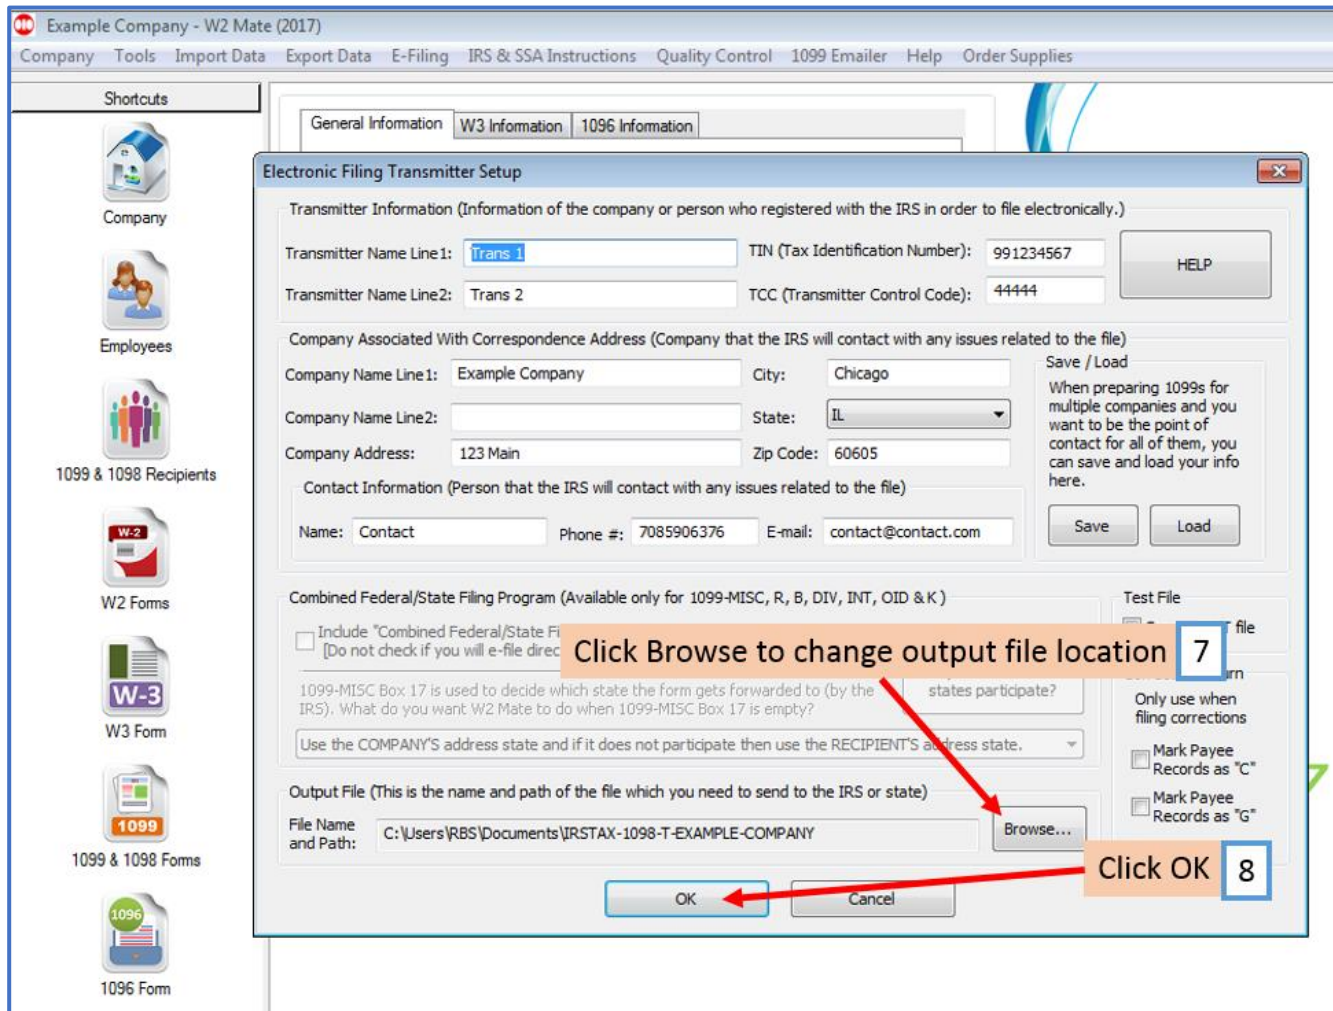 Example Company - W2 Mate (2017)
Company Tools Import Data Export Data E-Filing IRS & SSA Instructions Quality Control 1099 Emailer Help Order Supplies
Shortcuts
Company
Employees
1099 & 1098 Recipients
W-2
W2 Forms
W-3
W3 Form
1099
1099 & 1098 Forms
1096
1096 Form
General Information W3 Information 1096 Information
Electronic Filing Transmitter Setup
Transmitter Information (Information of the company or person who registered with the IRS in order to file electronically.)
Transmitter Name Line1: Trans 1 TIN (Tax Identification Number): 991234567
HELP
Transmitter Name Line2: Trans 2 TCC (Transmitter Control Code): 44444
Company Associated With Correspondence Address (Company that the IRS will contact with any issues related to the file)
Company Name Line1: Example Company City: Chicago
Company Name Line2: State: IL
Company Address: 123 Main Zip Code: 60605
Save / Load
When preparing 1099s for
multiple companies and you
want to be the point of
contact for all of them, you
can save and load your info
here.
Save Load
Contact Information (Person that the IRS will contact with any issues related to the file)
Name: Contact Phone #: 7085906376 E-mail: contact@contact.com
Combined Federal/State Filing Program (Available only for 1099-MISC, R, B, DIV, INT, OID & K )
Include "Combined Federal/State Fi
[Do not check if you will e-file direc
Click Browse to change output file location 7
1099-MISC Box 17 is used to decide which state the form gets forwarded to (by the
IRS). What do you want W2 Mate to do when 1099-MISC Box 17 is empty?
states participate?
Use the COMPANY'S address state and if it does not participate then use the RECIPIENT'S address state.
Test File
file
Only use when
filing corrections
Mark Payee
Records as "C"
Mark Payee
Records as "G"
Output File (This is the name and path of the file which you need to send to the IRS or state)
File Name
and Path: C:\Users\RBS\Documents\IRSTAX-1098-T-EXAMPLE-COMPANY Browse...
Click OK 8
OK Cancel